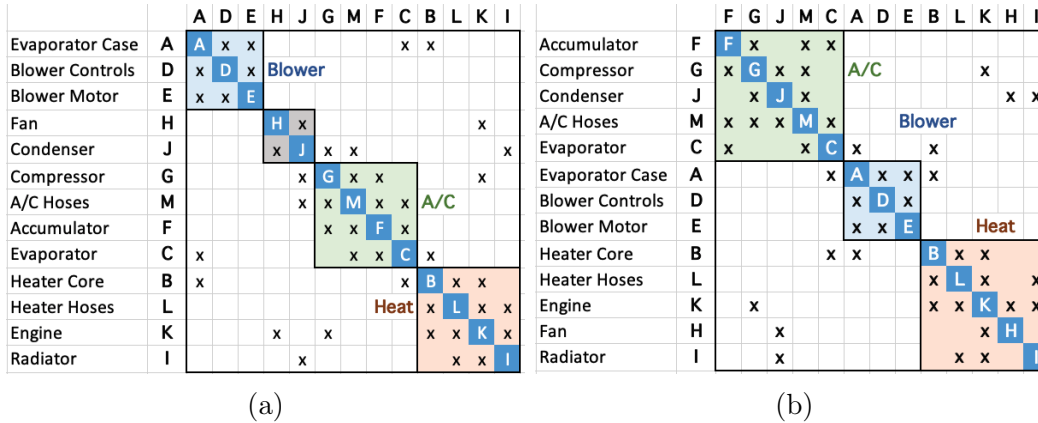 A D E H J G M F C B L K I
Evaporator Case A A x x x x
Blower Controls D x D x Blower
Blower Motor E x x E
Fan H H x x
Condenser J x J x x x
Compressor G x G x x x
A/C Hoses M x x M x x A/C
Accumulator F x x F x
Evaporator C x x x C x
Heater Core B x x B x x
Heater Hoses L Heat x L x x
Engine K x x x x K x
Radiator I x x x I
(a)
F G J M C A D E B L K H I
Accumulator F F x x x
Compressor G x G x x A/C x
Condenser J x J x x x
A/C Hoses M x x x M x Blower
Evaporator C x x C x x
Evaporator Case A x A x x x
Blower Controls D x D x
Blower Motor E x x E Heat
Heater Core B x x B x x
Heater Hoses L x L x x
Engine K x x x K x x
Fan H x x H
Radiator I x x x I
(b)